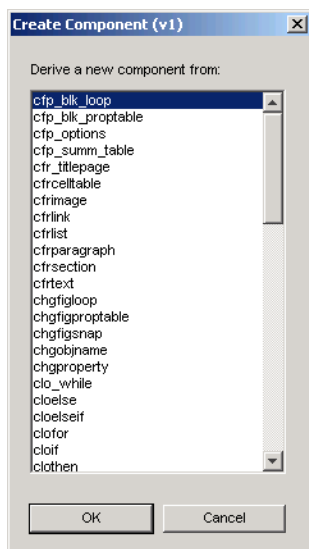 Create Component (v1)
Derive a new component from:
cfp_blk_loop
cfp_blk_proptable
cfp_options
cfp_summ_table
cfr_titlepage
cfrcelltable
cfrimage
cfrlink
cfrlist
cfrparagraph
cfrsection
cfrtext
chgfigloop
chgfigproptable
chgfigsnap
chgobjname
chgproperty
clo_while
cloelse
cloelseif
clofor
cloif
clothen
OK
Cancel